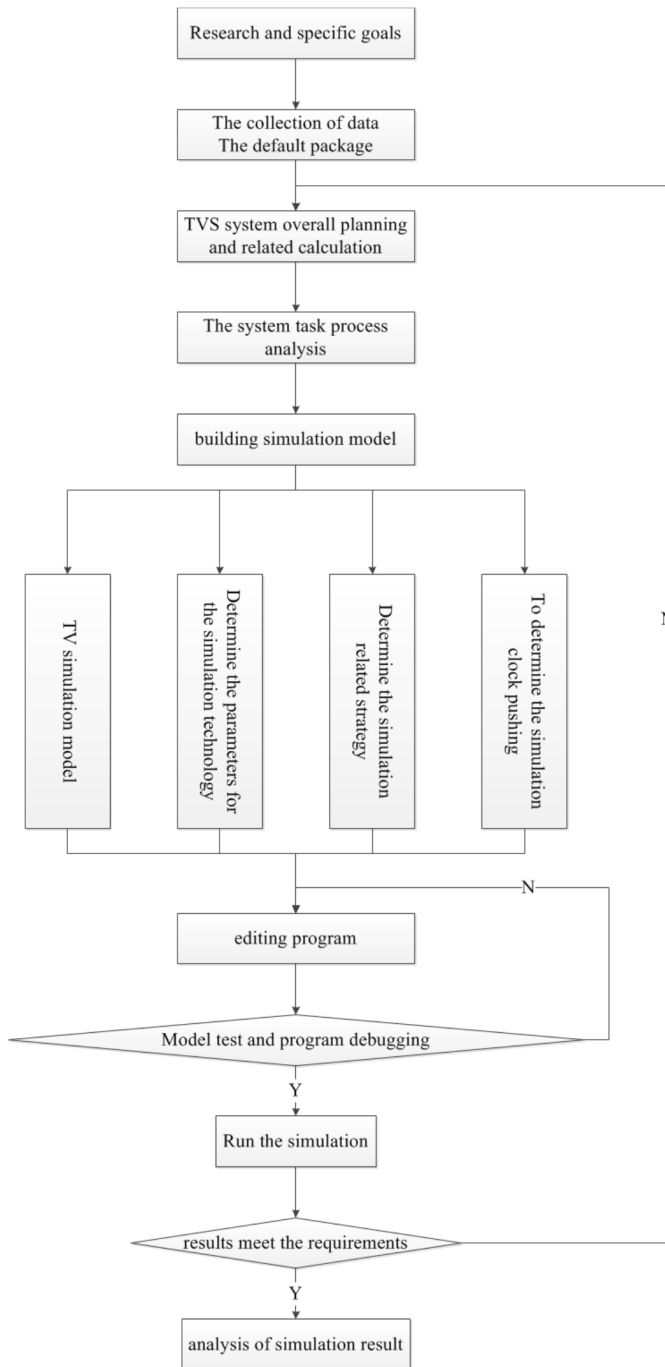 Research and specific goals
The collection of data
The default package
TVS system overall planning
and related calculation
The system task process
analysis
building simulation model
TV simulation model
Determine the parameters for
the simulation technology
Determine the simulation
related strategy
To determine the simulation
clock pushing
N
editing program
Model test and program debugging
Y
Run the simulation
results meet the requirements
Y
analysis of simulation result